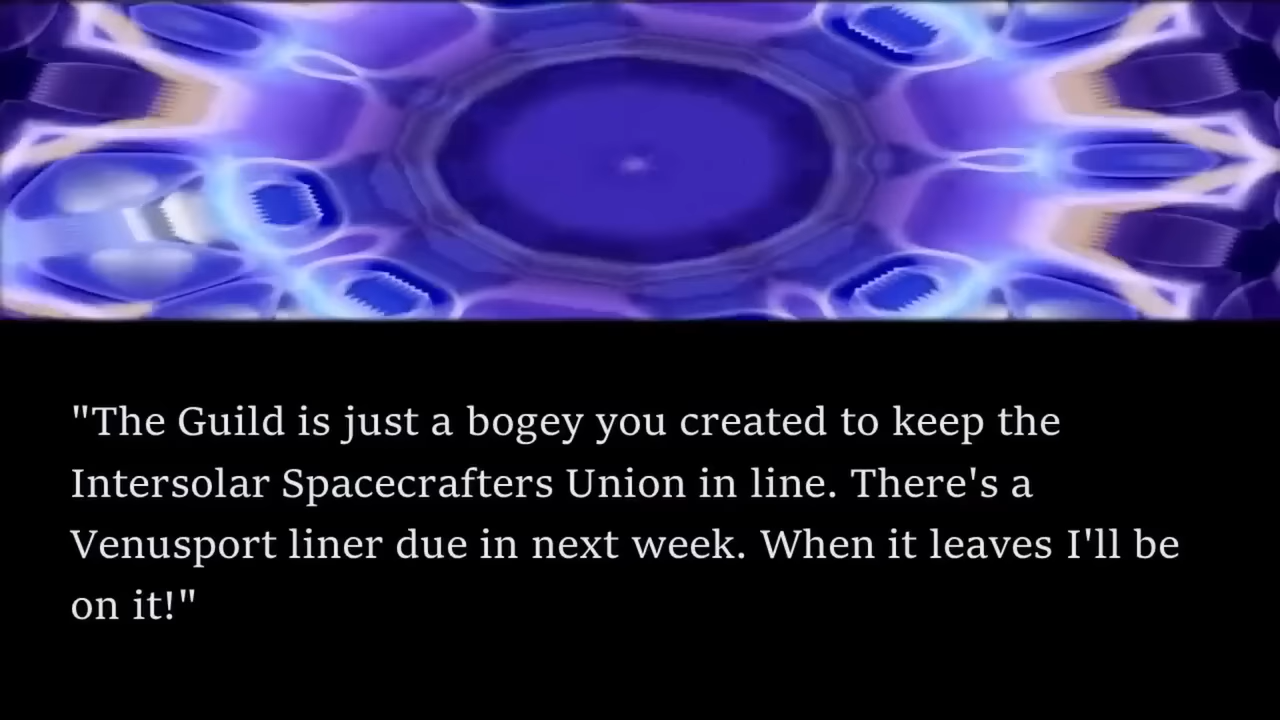 "The Guild is just a bogey you created to keep the
Intersolar Spacecrafters Union in line. There's a
Venusport liner due in next week. When it leaves I'll be
on it!"